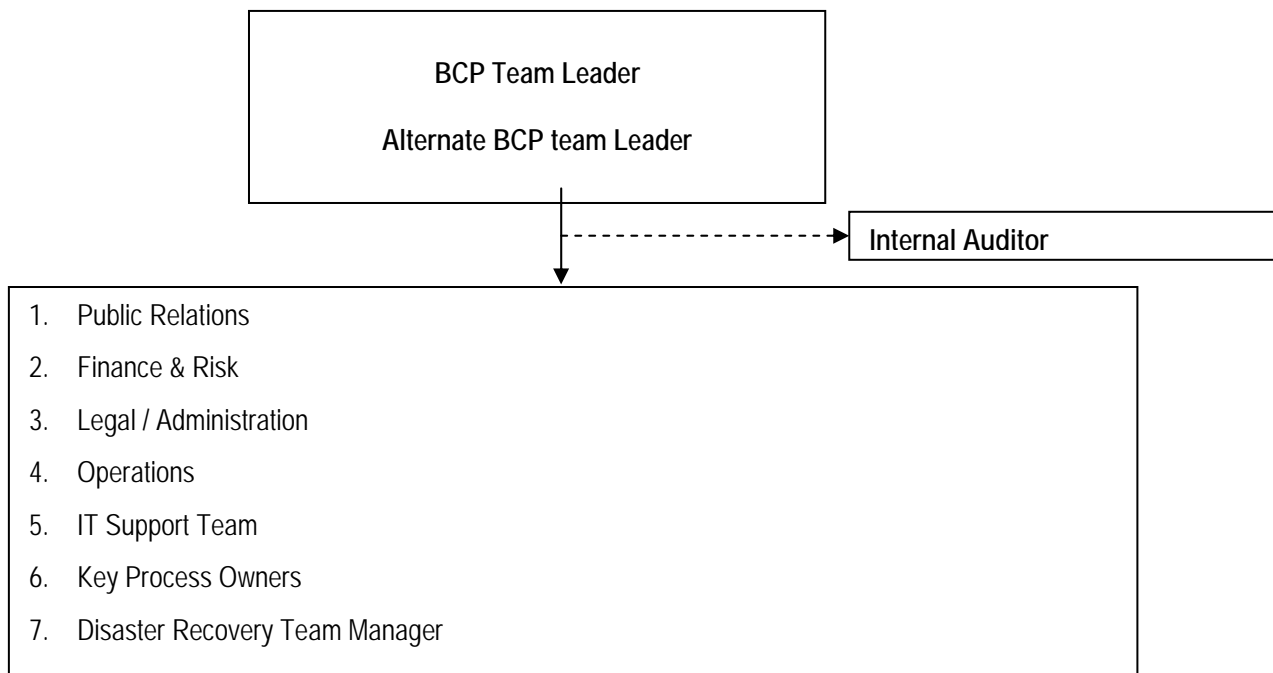 BCP Team Leader
Alternate BCP team Leader
Internal Auditor
1. Public Relations
2. Finance & Risk
3. Legal / Administration
4. Operations
5. IT Support Team
6. Key Process Owners
7. Disaster Recovery Team Manager